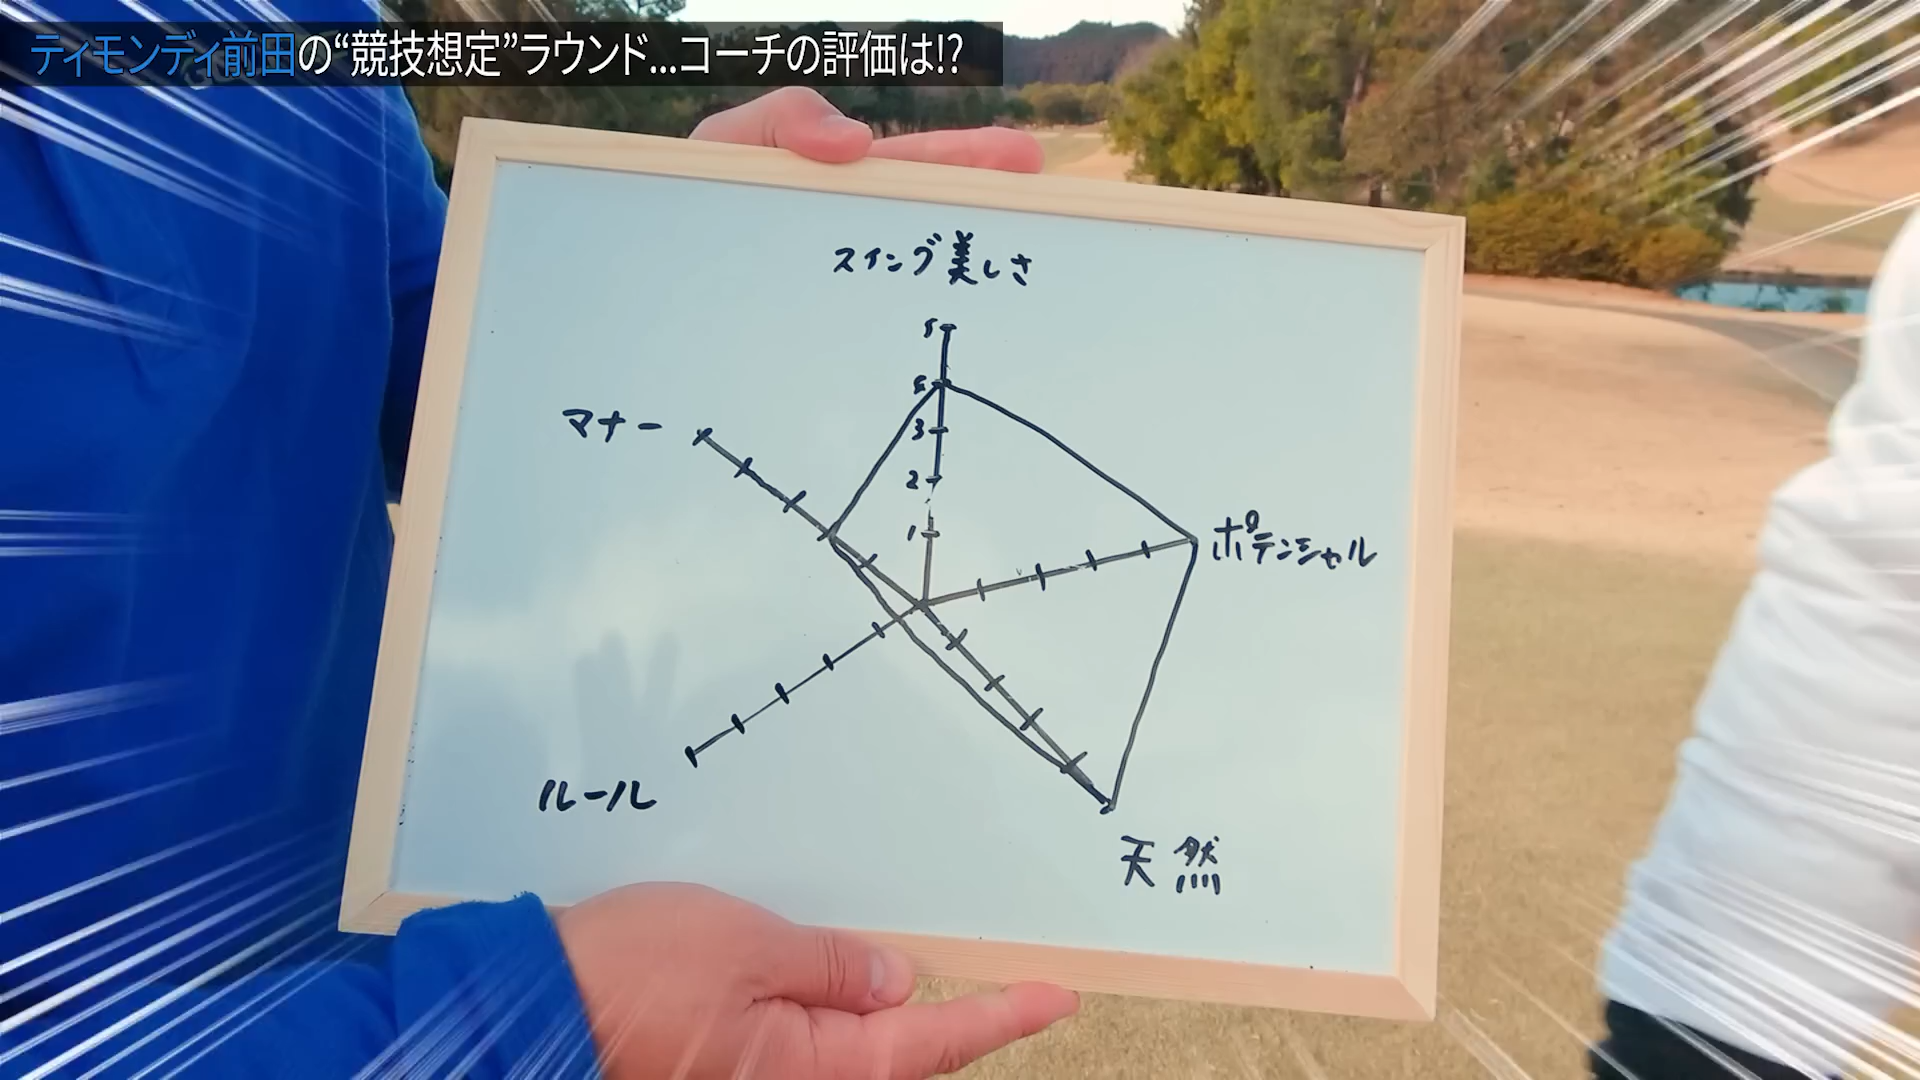 ティモンディ前田の“競技想定”ラウンド...コーチの評価は!?
スイング美しさ
5
4
3
2
1
マナー
ポテンシャル
ルール
天然